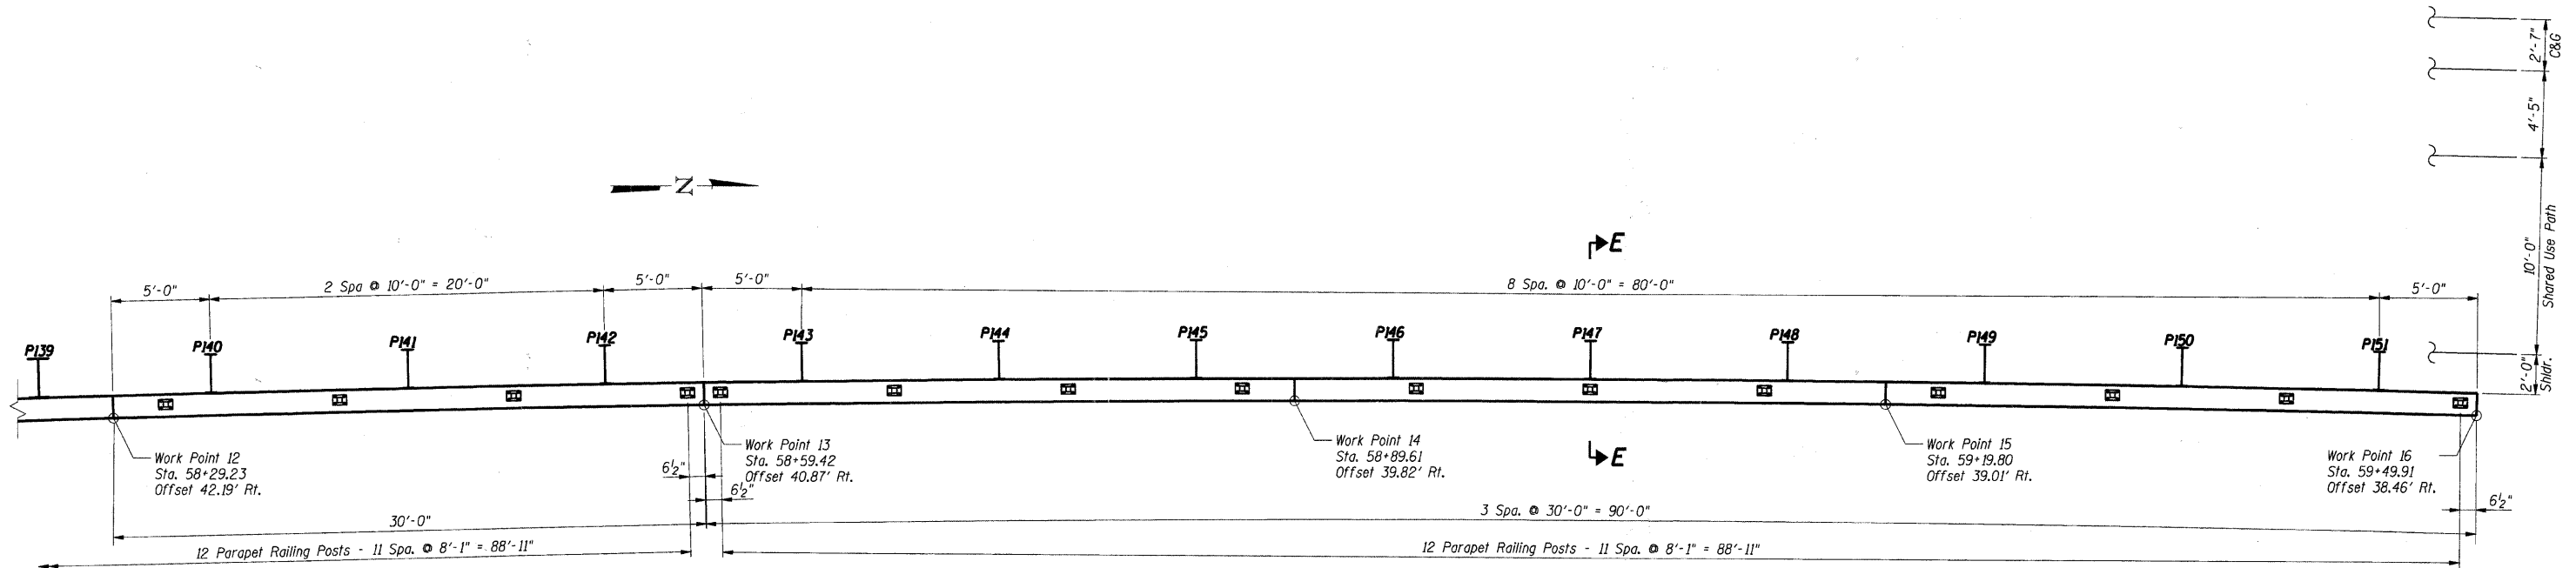 2'-7"
C&G
4'-5"
10'-0"
Shared Use Path
2'-0"
Shldr.
N
E
5'-0"
2 Spa @ 10'-0" = 20'-0"
5'-0"
5'-0"
8 Spa. @ 10'-0" = 80'-0"
5'-0"
P139
P140
P141
P142
P143
P144
P145
P146
P147
P148
P149
P150
P151
Work Point 12
Sta. 58+29.23
Offset 42.19' Rt.
Work Point 13
Sta. 58+59.42
Offset 40.87' Rt.
Work Point 14
Sta. 58+89.61
Offset 39.82' Rt.
E
Work Point 15
Sta. 59+19.80
Offset 39.01' Rt.
Work Point 16
Sta. 59+49.91
Offset 38.46' Rt.
6½"
6½"
6½"
30'-0"
3 Spa. @ 30'-0" = 90'-0"
12 Parapet Railing Posts - 11 Spa. @ 8'-1" = 88'-11"
12 Parapet Railing Posts - 11 Spa. @ 8'-1" = 88'-11"